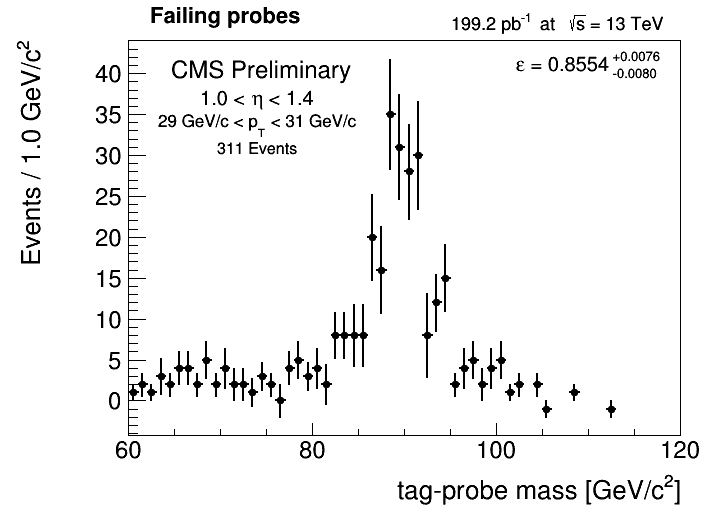 Failing probes
199.2 pb⁻¹ at √s = 13 TeV
CMS Preliminary
1.0 < η < 1.4
29 GeV/c < p_T < 31 GeV/c
311 Events
ε = 0.8554 +0.0076 -0.0080
Events / 1.0 GeV/c²
40
35
30
25
20
15
10
5
0
60 80 100 120
tag-probe mass [GeV/c²]